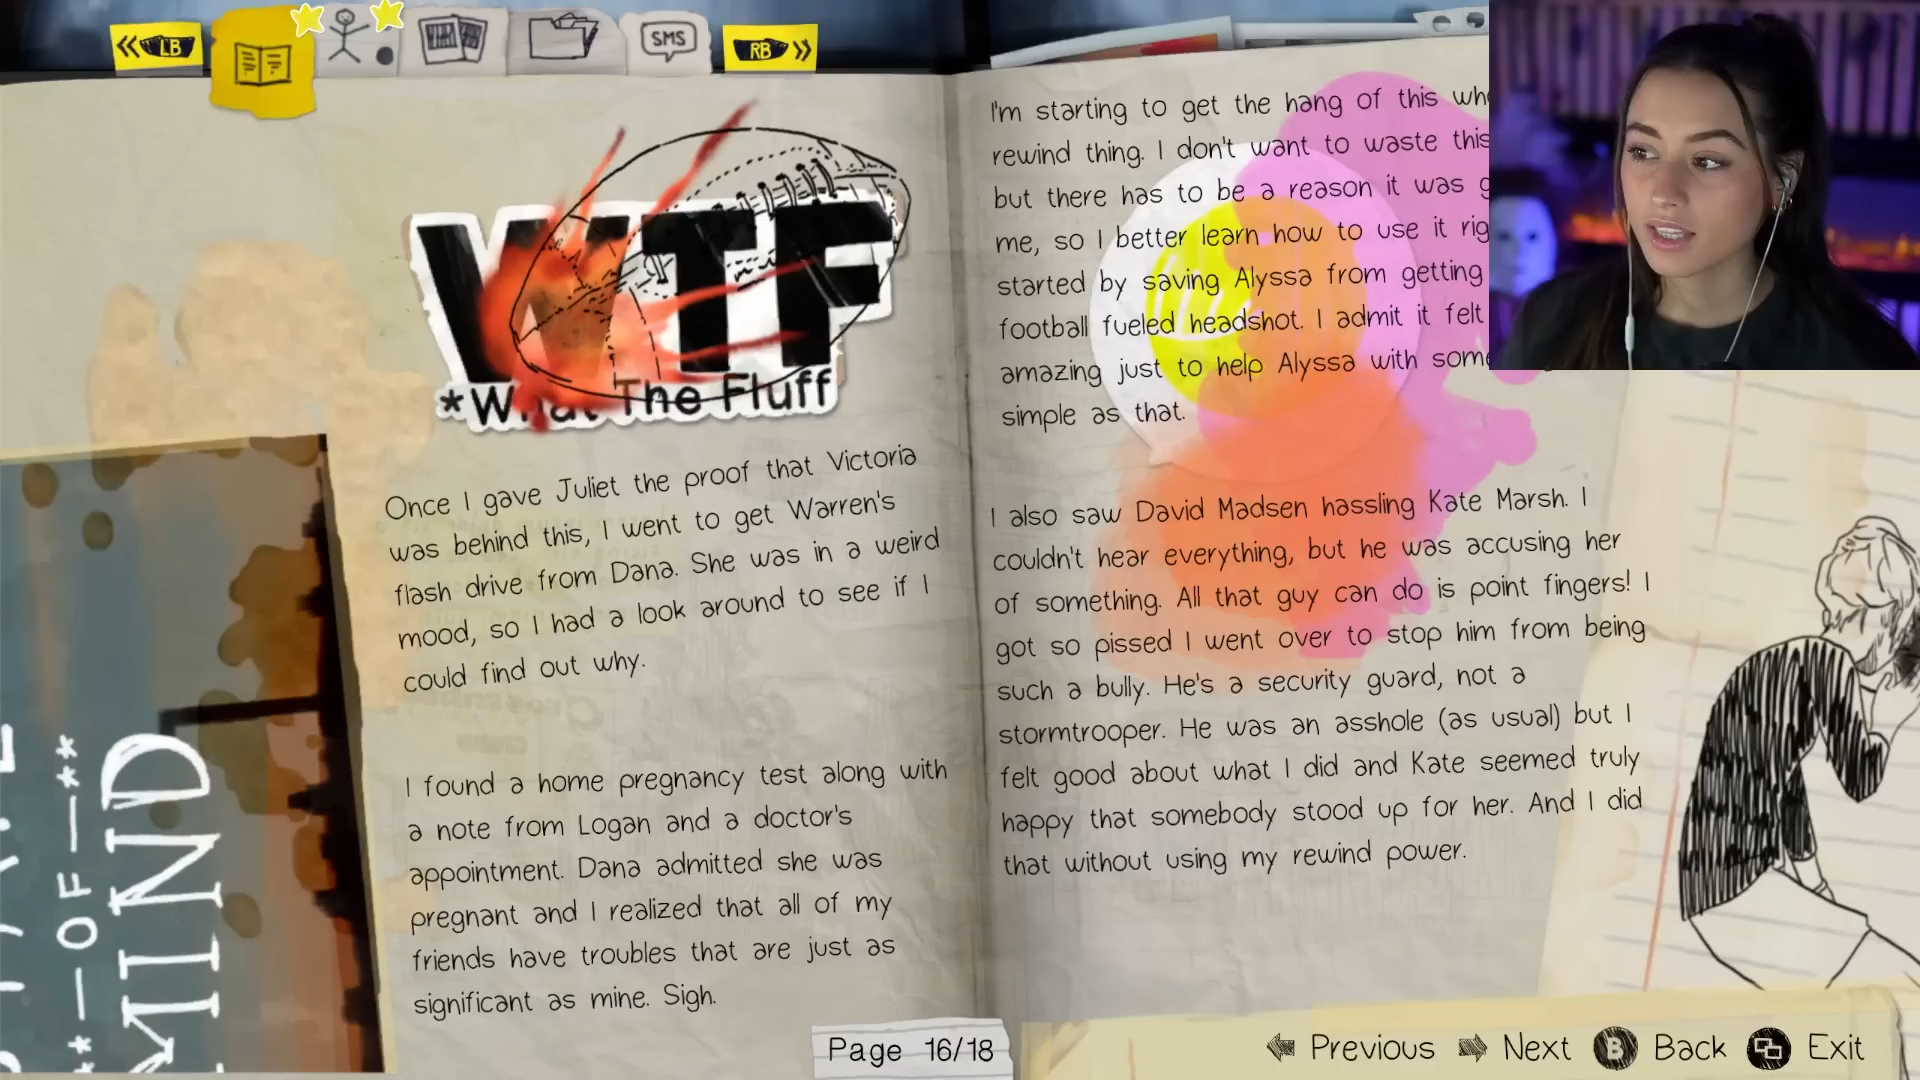 LB
SMS
RB
WTF
*What The Fluff
Once I gave Juliet the proof that Victoria
was behind this, I went to get Warren's
flash drive from Dana. She was in a weird
mood, so I had a look around to see if I
could find out why.
I found a home pregnancy test along with
a note from Logan and a doctor's
appointment. Dana admitted she was
pregnant and I realized that all of my
friends have troubles that are just as
significant as mine. Sigh.
OF
MIND
I'm starting to get the hang of this
rewind thing. I don't want to waste this
but there has to be a reason it was
me, so I better learn how to use it
started by saving Alyssa from getting
football fueled headshot. I admit it felt
amazing just to help Alyssa with
simple as that.
I also saw David Madsen hassling Kate Marsh. I
couldn't hear everything, but he was accusing her
of something. All that guy can do is point fingers! I
got so pissed I went over to stop him from being
such a bully. He's a security guard, not a
stormtrooper. He was an asshole (as usual) but I
felt good about what I did and Kate seemed truly
happy that somebody stood up for her. And I did
that without using my rewind power.
Page 16/18
Previous Next B Back Exit